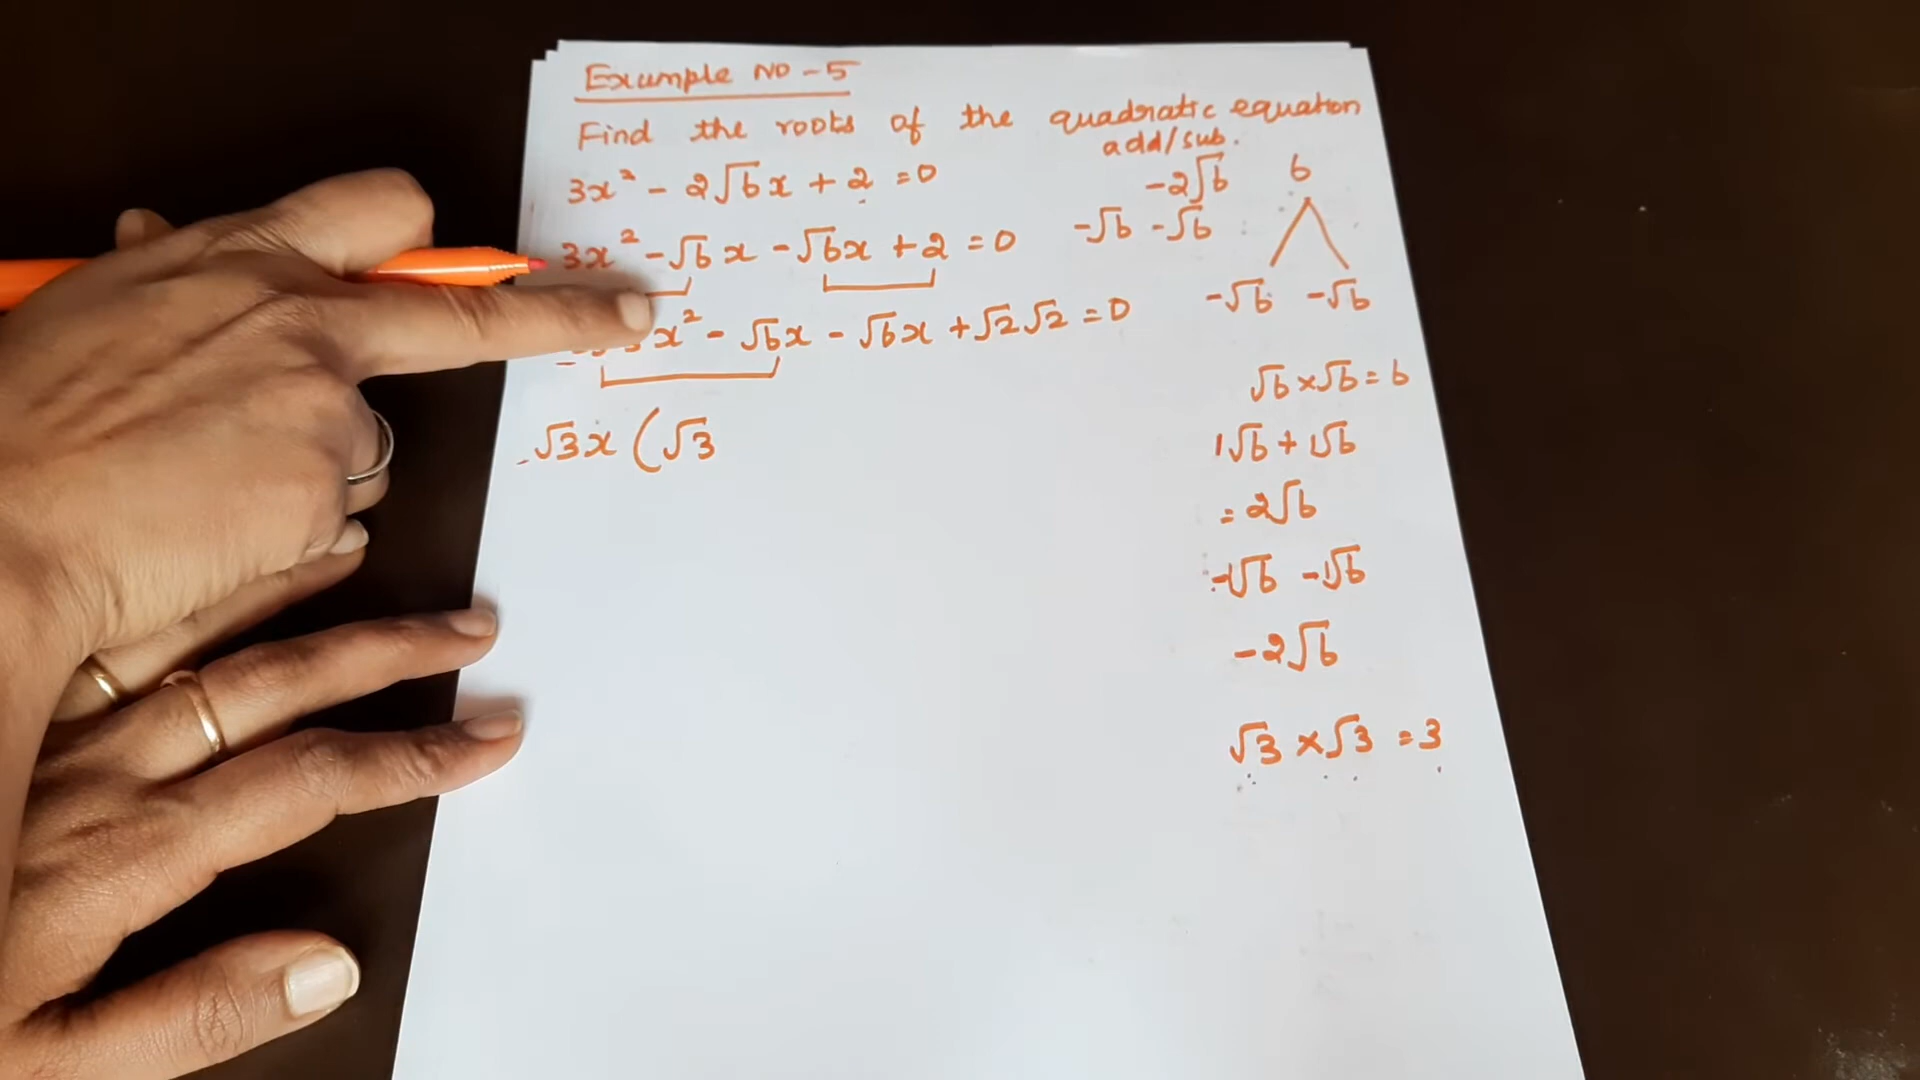 Example NO - 5
Find the roots of the quadratic equation
3x² - 2√6x + 2 = 0
3x² - √6x - √6x + 2 = 0
x² - √6x - √6x + √2√2 = 0
√3x (√3
add/sub.
-2√6 6
-√6 -√6
-√6 -√6
√6 × √6 = 6
1√6 + 1√6
= 2√6
-1√6 -1√6
-2√6
√3 × √3 = 3